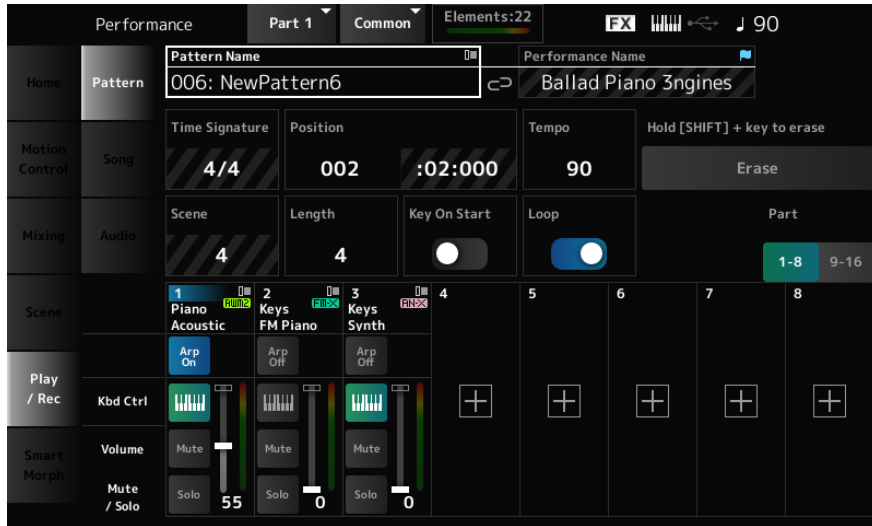 Performance
Part 1
Common
Elements:22
FX
90
Home
Motion
Control
Mixing
Scene
Play
/ Rec
Smart
Morph
Pattern
Song
Audio
Pattern Name
006: NewPattern6
Performance Name
Ballad Piano 3ngines
Time Signature
4/4
Position
002
:02:000
Tempo
90
Hold [SHIFT] + key to erase
Erase
Scene
4
Length
4
Key On Start
Loop
Part
1-8
9-16
1
Piano
AWM2
Acoustic
2
Keys
FM-X
FM Piano
3
Keys
AN-X
Synth
4
5
6
7
8
Arp
On
Arp
Off
Arp
Off
Kbd Ctrl
Volume
Mute
Mute
Mute
Mute
/ Solo
Solo
55
Solo
0
Solo
0